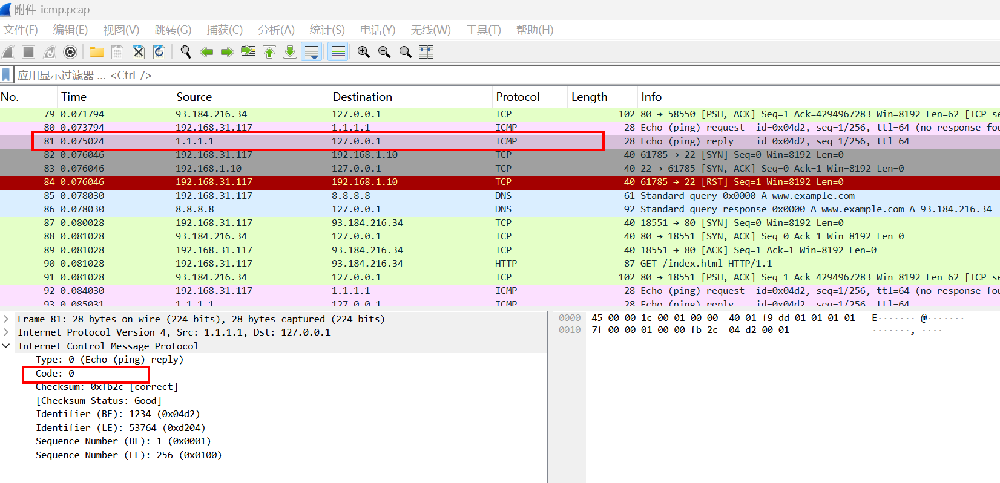 附件-icmp.pcap
文件(F) 编辑(E) 视图(V) 跳转(G) 捕获(C) 分析(A) 统计(S) 电话(Y) 无线(W) 工具(T) 帮助(H)
应用显示过滤器 … <Ctrl-/>
No. Time Source Destination Protocol Length Info
79 0.071794 93.184.216.34 127.0.0.1 TCP 102 80 → 58550 [PSH, ACK] Seq=1 Ack=4294967283 Win=8192 Len=62 [TCP se
80 0.073794 192.168.31.117 1.1.1.1 ICMP 28 Echo (ping) request id=0x04d2, seq=1/256, ttl=64 (no response fou
81 0.075024 1.1.1.1 127.0.0.1 ICMP 28 Echo (ping) reply id=0x04d2, seq=1/256, ttl=64
82 0.076046 192.168.31.117 192.168.1.10 TCP 40 61785 → 22 [SYN] Seq=0 Win=8192 Len=0
83 0.076046 192.168.1.10 127.0.0.1 TCP 40 22 → 61785 [SYN, ACK] Seq=0 Ack=1 Win=8192 Len=0
84 0.076046 192.168.31.117 192.168.1.10 TCP 40 61785 → 22 [RST] Seq=1 Win=8192 Len=0
85 0.078030 192.168.31.117 8.8.8.8 DNS 61 Standard query 0x0000 A www.example.com
86 0.078030 8.8.8.8 127.0.0.1 DNS 92 Standard query response 0x0000 A www.example.com A 93.184.216.34
87 0.080028 192.168.31.117 93.184.216.34 TCP 40 18551 → 80 [SYN] Seq=0 Win=8192 Len=0
88 0.081028 93.184.216.34 127.0.0.1 TCP 40 80 → 18551 [SYN, ACK] Seq=0 Ack=1 Win=8192 Len=0
89 0.081028 192.168.31.117 93.184.216.34 TCP 40 18551 → 80 [ACK] Seq=1 Ack=1 Win=8192 Len=0
90 0.081028 192.168.31.117 93.184.216.34 HTTP 87 GET /index.html HTTP/1.1
91 0.081028 93.184.216.34 127.0.0.1 TCP 102 80 → 18551 [PSH, ACK] Seq=1 Ack=4294967283 Win=8192 Len=62 [TCP se
92 0.084030 192.168.31.117 1.1.1.1 ICMP 28 Echo (ping) request id=0x04d2, seq=1/256, ttl=64 (no response fou
93 0.085031 1.1.1.1 127.0.0.1 ICMP 28 Echo (ping) reply id=0x04d2, seq=1/256, ttl=64
Frame 81: 28 bytes on wire (224 bits), 28 bytes captured (224 bits)
Internet Protocol Version 4, Src: 1.1.1.1, Dst: 127.0.0.1
Internet Control Message Protocol
Type: 0 (Echo (ping) reply)
Code: 0
Checksum: 0xfb2c [correct]
[Checksum Status: Good]
Identifier (BE): 1234 (0x04d2)
Identifier (LE): 53764 (0xd204)
Sequence Number (BE): 1 (0x0001)
Sequence Number (LE): 256 (0x0100)
0000 45 00 00 1c 00 01 00 00 40 01 f9 dd 01 01 01 01 E·······@·······
0010 7f 00 00 01 00 00 fb 2c 04 d2 00 01 ·······,····